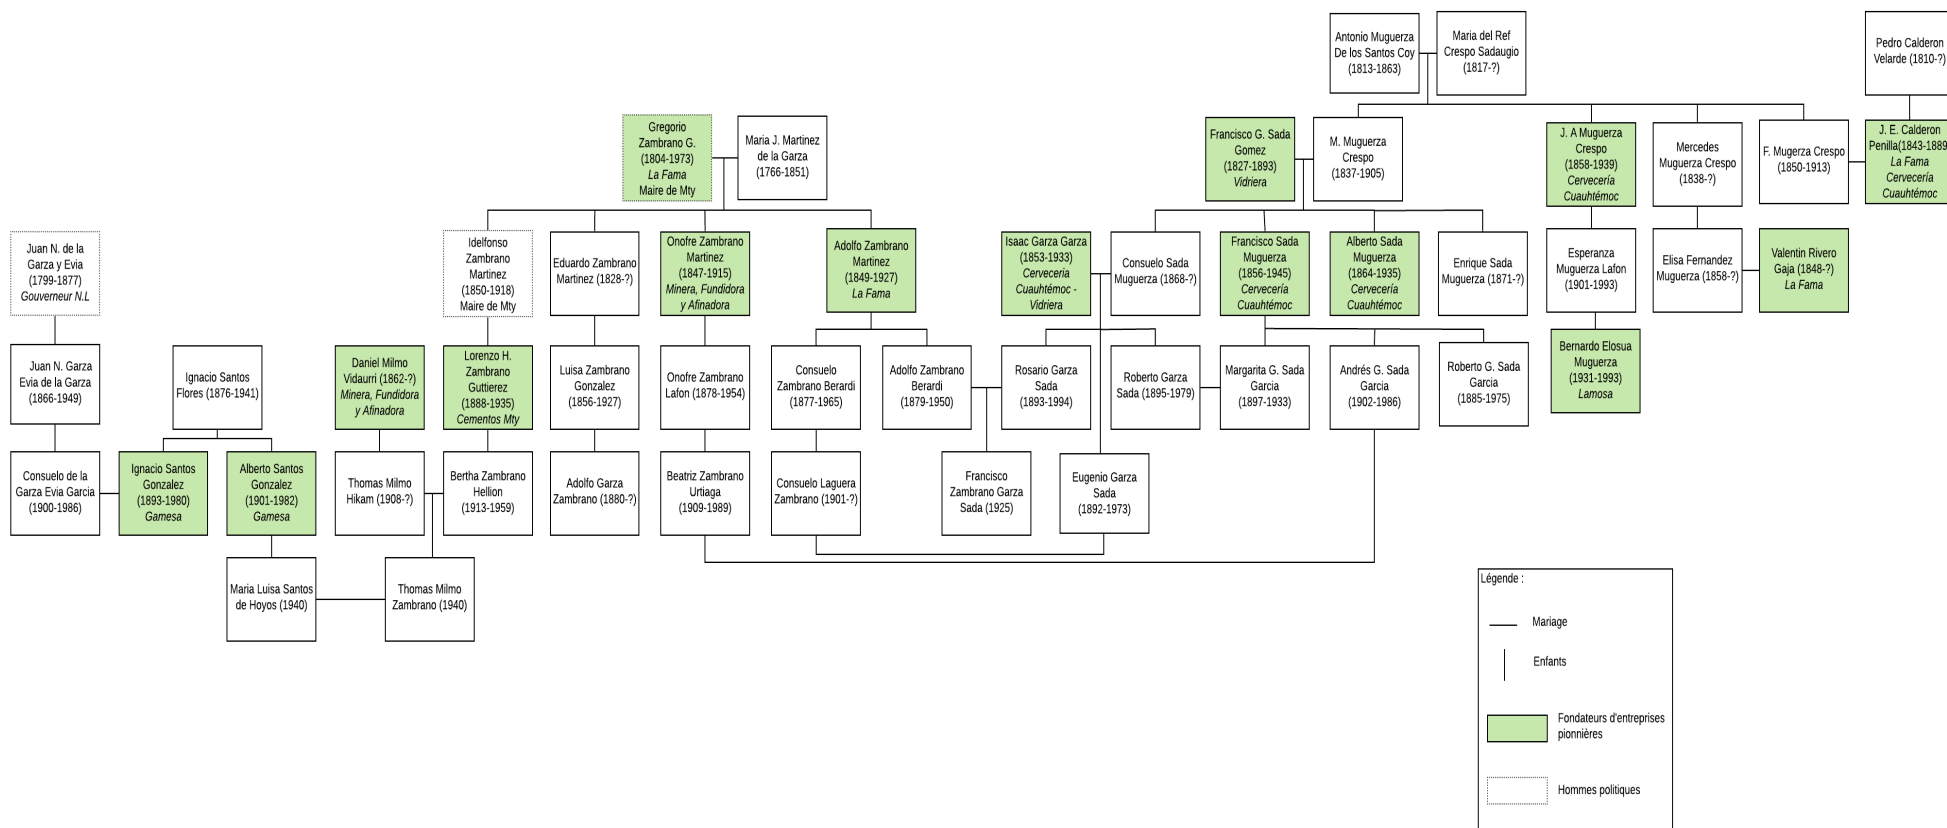 Antonio Muguerza
De los Santos Coy
(1813-1863)
Maria del Ref
Crespo Sadaugio
(1817-?)
Pedro Calderon
Velarde (1810-?)
Gregorio
Zambrano G.
(1804-1973)
La Fama
Maire de Mty
Maria J. Martinez
de la Garza
(1766-1851)
Francisco G. Sada
Gomez
(1827-1893)
Vidriera
M. Muguerza
Crespo
(1837-1905)
J. A Muguerza
Crespo
(1858-1939)
Cervecería
Cuauhtémoc
Mercedes
Muguerza Crespo
(1838-?)
F. Mugerza Crespo
(1850-1913)
J. E. Calderon
Penilla(1843-1889
La Fama
Cervecería
Cuauhtémoc
Juan N. de la
Garza y Evia
(1799-1877)
Gouverneur N.L
Idelfonso
Zambrano
Martinez
(1850-1918)
Maire de Mty
Eduardo Zambrano
Martinez (1828-?)
Onofre Zambrano
Martinez
(1847-1915)
Minera, Fundidora
y Afinadora
Adolfo Zambrano
Martinez
(1849-1927)
La Fama
Isaac Garza Garza
(1853-1933)
Cerveceria
Cuauhtémoc -
Vidriera
Consuelo Sada
Muguerza (1868-?)
Francisco Sada
Muguerza
(1856-1945)
Cervecería
Cuauhtémoc
Alberto Sada
Muguerza
(1864-1935)
Cervecería
Cuauhtémoc
Enrique Sada
Muguerza (1871-?)
Esperanza
Muguerza Lafon
(1901-1993)
Elisa Fernandez
Muguerza (1858-?)
Valentin Rivero
Gaja (1848-?)
La Fama
Juan N. Garza
Evia de la Garza
(1866-1949)
Ignacio Santos
Flores (1876-1941)
Daniel Milmo
Vidaurri (1862-?)
Minera, Fundidora
y Afinadora
Lorenzo H.
Zambrano
Guttierez
(1888-1935)
Cementos Mty
Luisa Zambrano
Gonzalez
(1856-1927)
Onofre Zambrano
Lafon (1878-1954)
Consuelo
Zambrano Berardi
(1877-1965)
Adolfo Zambrano
Berardi
(1879-1950)
Rosario Garza
Sada
(1893-1994)
Roberto Garza
Sada (1895-1979)
Margarita G. Sada
Garcia
(1897-1933)
Andrés G. Sada
Garcia
(1902-1986)
Roberto G. Sada
Garcia
(1885-1975)
Bernardo Elosua
Muguerza
(1931-1993)
Lamosa
Consuelo de la
Garza Evia Garcia
(1900-1986)
Ignacio Santos
Gonzalez
(1893-1980)
Gamesa
Alberto Santos
Gonzalez
(1901-1982)
Gamesa
Thomas Milmo
Hikam (1908-?)
Bertha Zambrano
Hellion
(1913-1959)
Adolfo Garza
Zambrano (1880-?)
Beatriz Zambrano
Urtiaga
(1909-1989)
Consuelo Laguera
Zambrano (1901-?)
Francisco
Zambrano Garza
Sada (1925)
Eugenio Garza
Sada
(1892-1973)
Maria Luisa Santos
de Hoyos (1940)
Thomas Milmo
Zambrano (1940)
Légende :
Mariage
Enfants
Fondateurs d'entreprises
pionnières
Hommes politiques